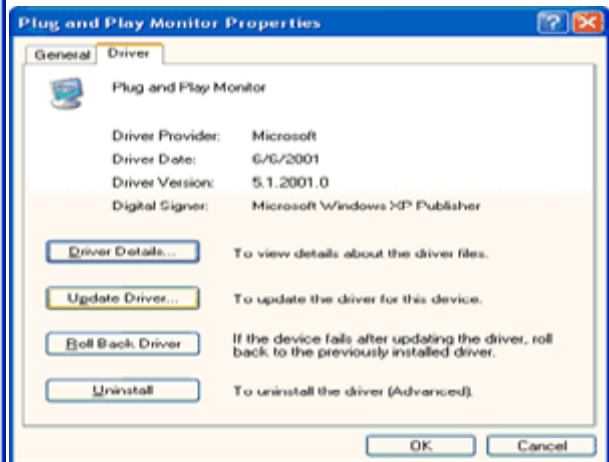 Plug and Play Monitor Properties
General Driver
Plug and Play Monitor
Driver Provider: Microsoft
Driver Date: 6/6/2001
Driver Version: 5.1.2001.0
Digital Signer: Microsoft Windows XP Publisher
Driver Details... To view details about the driver files.
Update Driver... To update the driver for this device.
Roll Back Driver If the device fails after updating the driver, roll
back to the previously installed driver.
Uninstall To uninstall the driver (Advanced).
OK Cancel